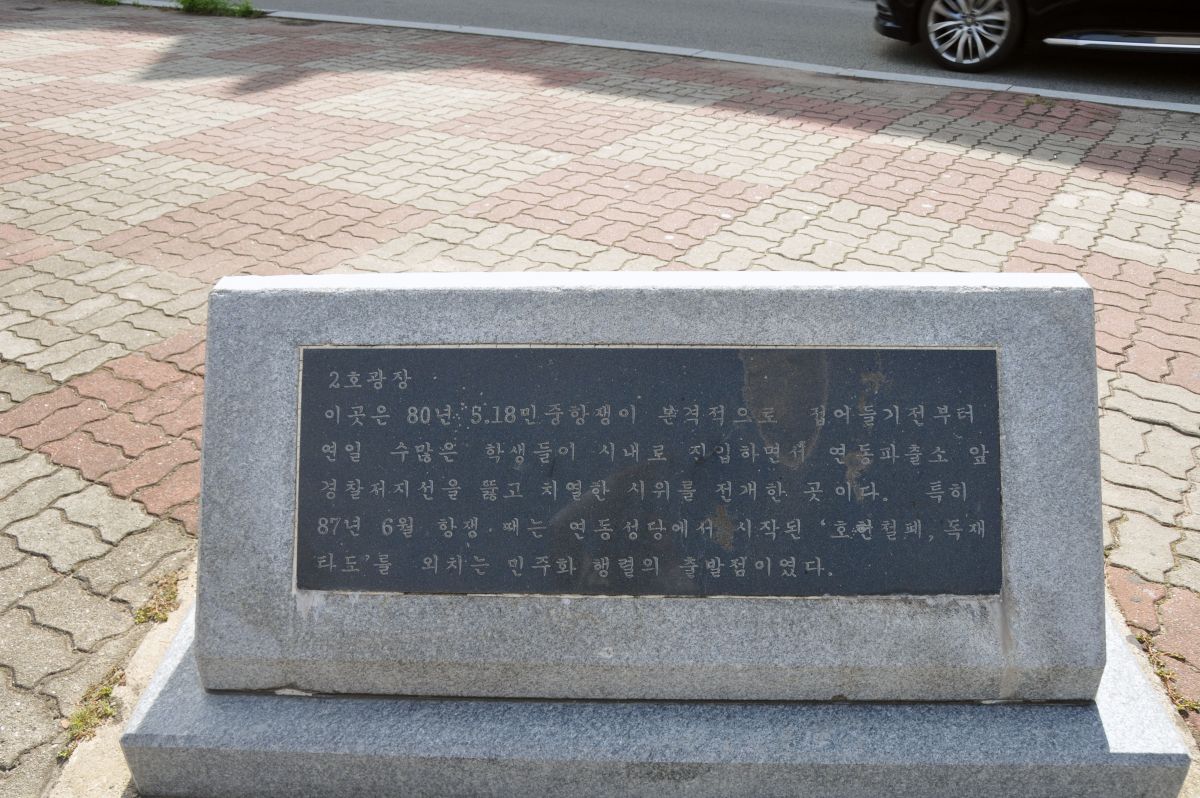 2호광장
이곳은 80년 5.18민중항쟁이 본격적으로 접어들기전부터
연일 수많은 학생들이 시내로 진입하면서 연동파출소 앞
경찰저지선을 뚫고 치열한 시위를 전개한 곳이다. 특히
87년 6월 항쟁 때는 연동성당에서 시작된 ‘호헌철폐, 독재
타도’를 외치는 민주화 행렬의 출발점이였다.